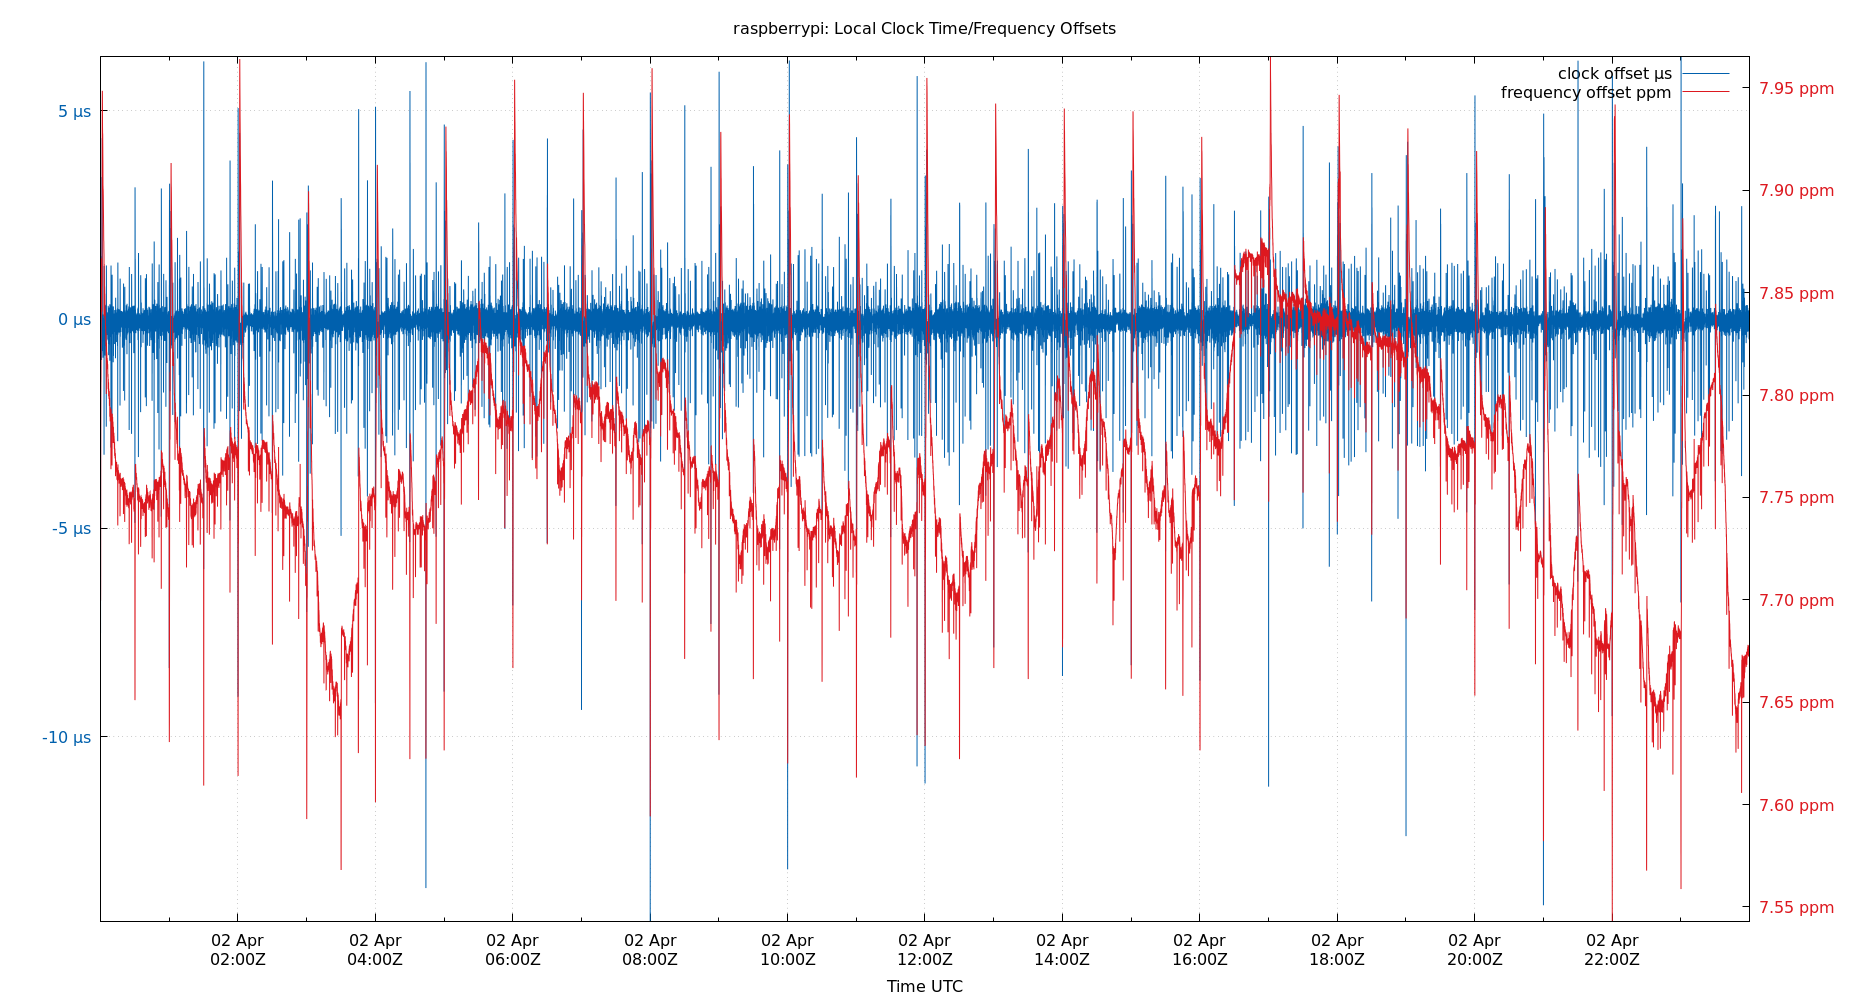 raspberrypi: Local Clock Time/Frequency Offsets
clock offset µs
frequency offset ppm
5 µs
0 µs
-5 µs
-10 µs
7.95 ppm
7.90 ppm
7.85 ppm
7.80 ppm
7.75 ppm
7.70 ppm
7.65 ppm
7.60 ppm
7.55 ppm
02 Apr 02 Apr 02 Apr 02 Apr 02 Apr 02 Apr 02 Apr 02 Apr 02 Apr 02 Apr 02 Apr
02:00Z 04:00Z 06:00Z 08:00Z 10:00Z 12:00Z 14:00Z 16:00Z 18:00Z 20:00Z 22:00Z
Time UTC